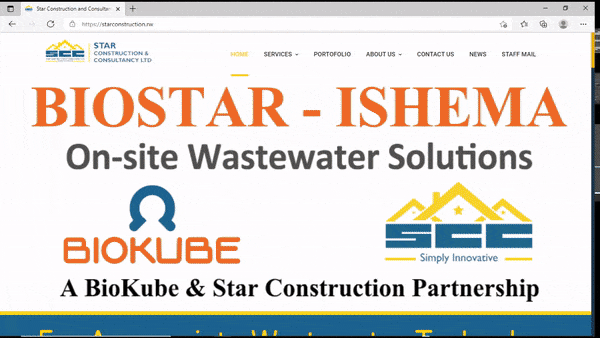 Star Construction and Consultan
https://starconstruction.rw
SCC
STAR
CONSTRUCTION &
CONSULTANCY LTD
HOME
SERVICES
PORTOFOLIO
ABOUT US
CONTACT US
NEWS
STAFF MAIL
BIOSTAR - ISHEMA
On-site Wastewater Solutions
BIOKUBE
SCC
Simply Innovative
A BioKube & Star Construction Partnership